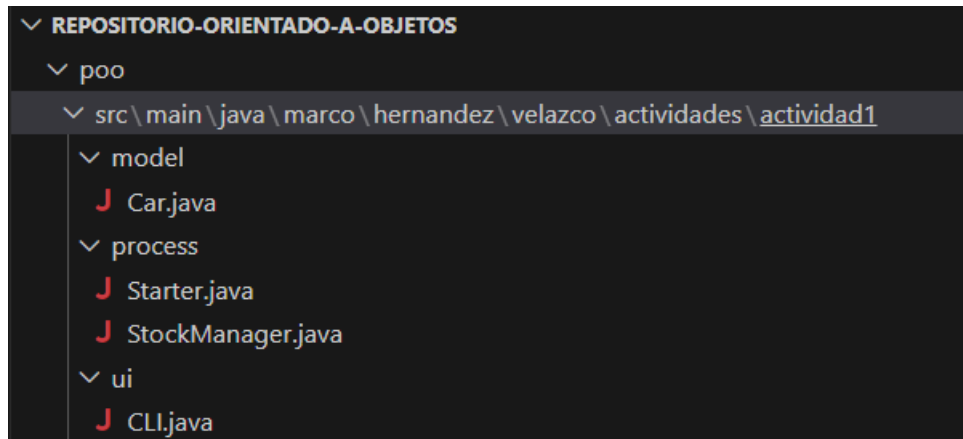 REPOSITORIO-ORIENTADO-A-OBJETOS
poo
src\main\java\marco\hernandez\velazco\actividades\actividad1
model
J Car.java
process
J Starter.java
J StockManager.java
ui
J CLI.java